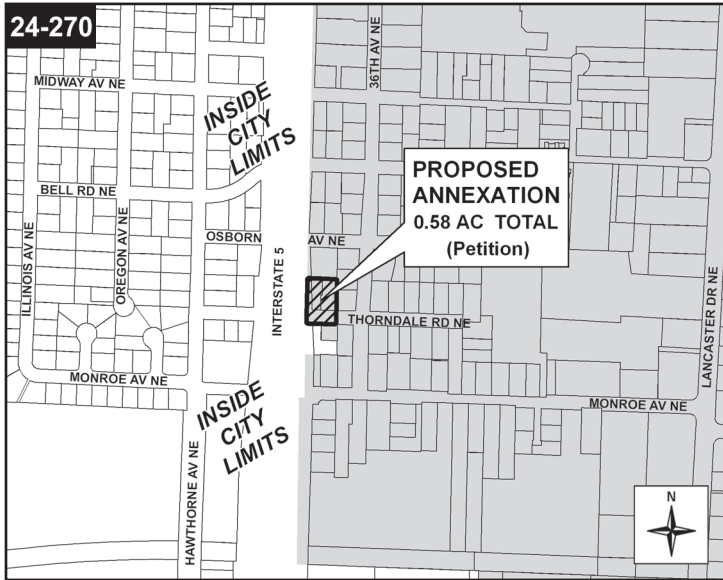 24-270
36TH AV NE
MIDWAY AV NE
INSIDE
CITY
LIMITS
PROPOSED
ANNEXATION
0.58 AC TOTAL
(Petition)
BELL RD NE
OSBORN
AV NE
ILLINOIS AV NE
OREGON AV NE
INTERSTATE 5
THORNDALE RD NE
LANCASTER DR NE
MONROE AV NE
MONROE AV NE
INSIDE
CITY
LIMITS
HAWTHORNE AV NE
N